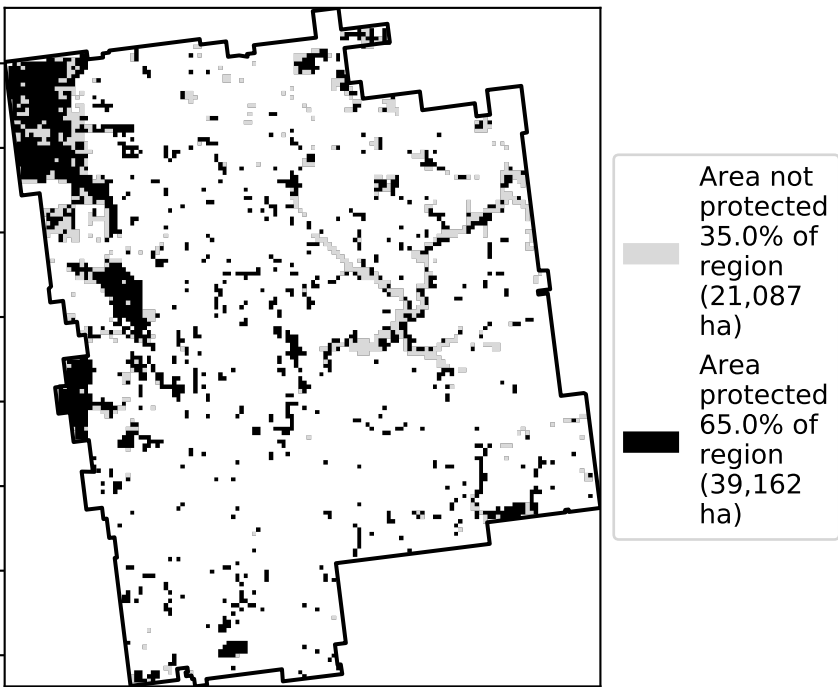 Area not
protected
35.0% of
region
(21,087
ha)
Area
protected
65.0% of
region
(39,162
ha)